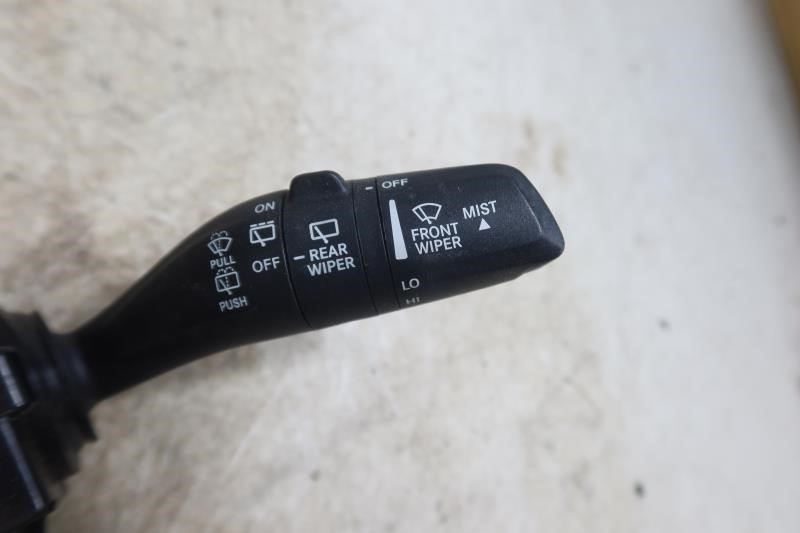 ON
PULL
OFF
PUSH
REAR
WIPER
- OFF
FRONT
WIPER
MIST
LO
HI